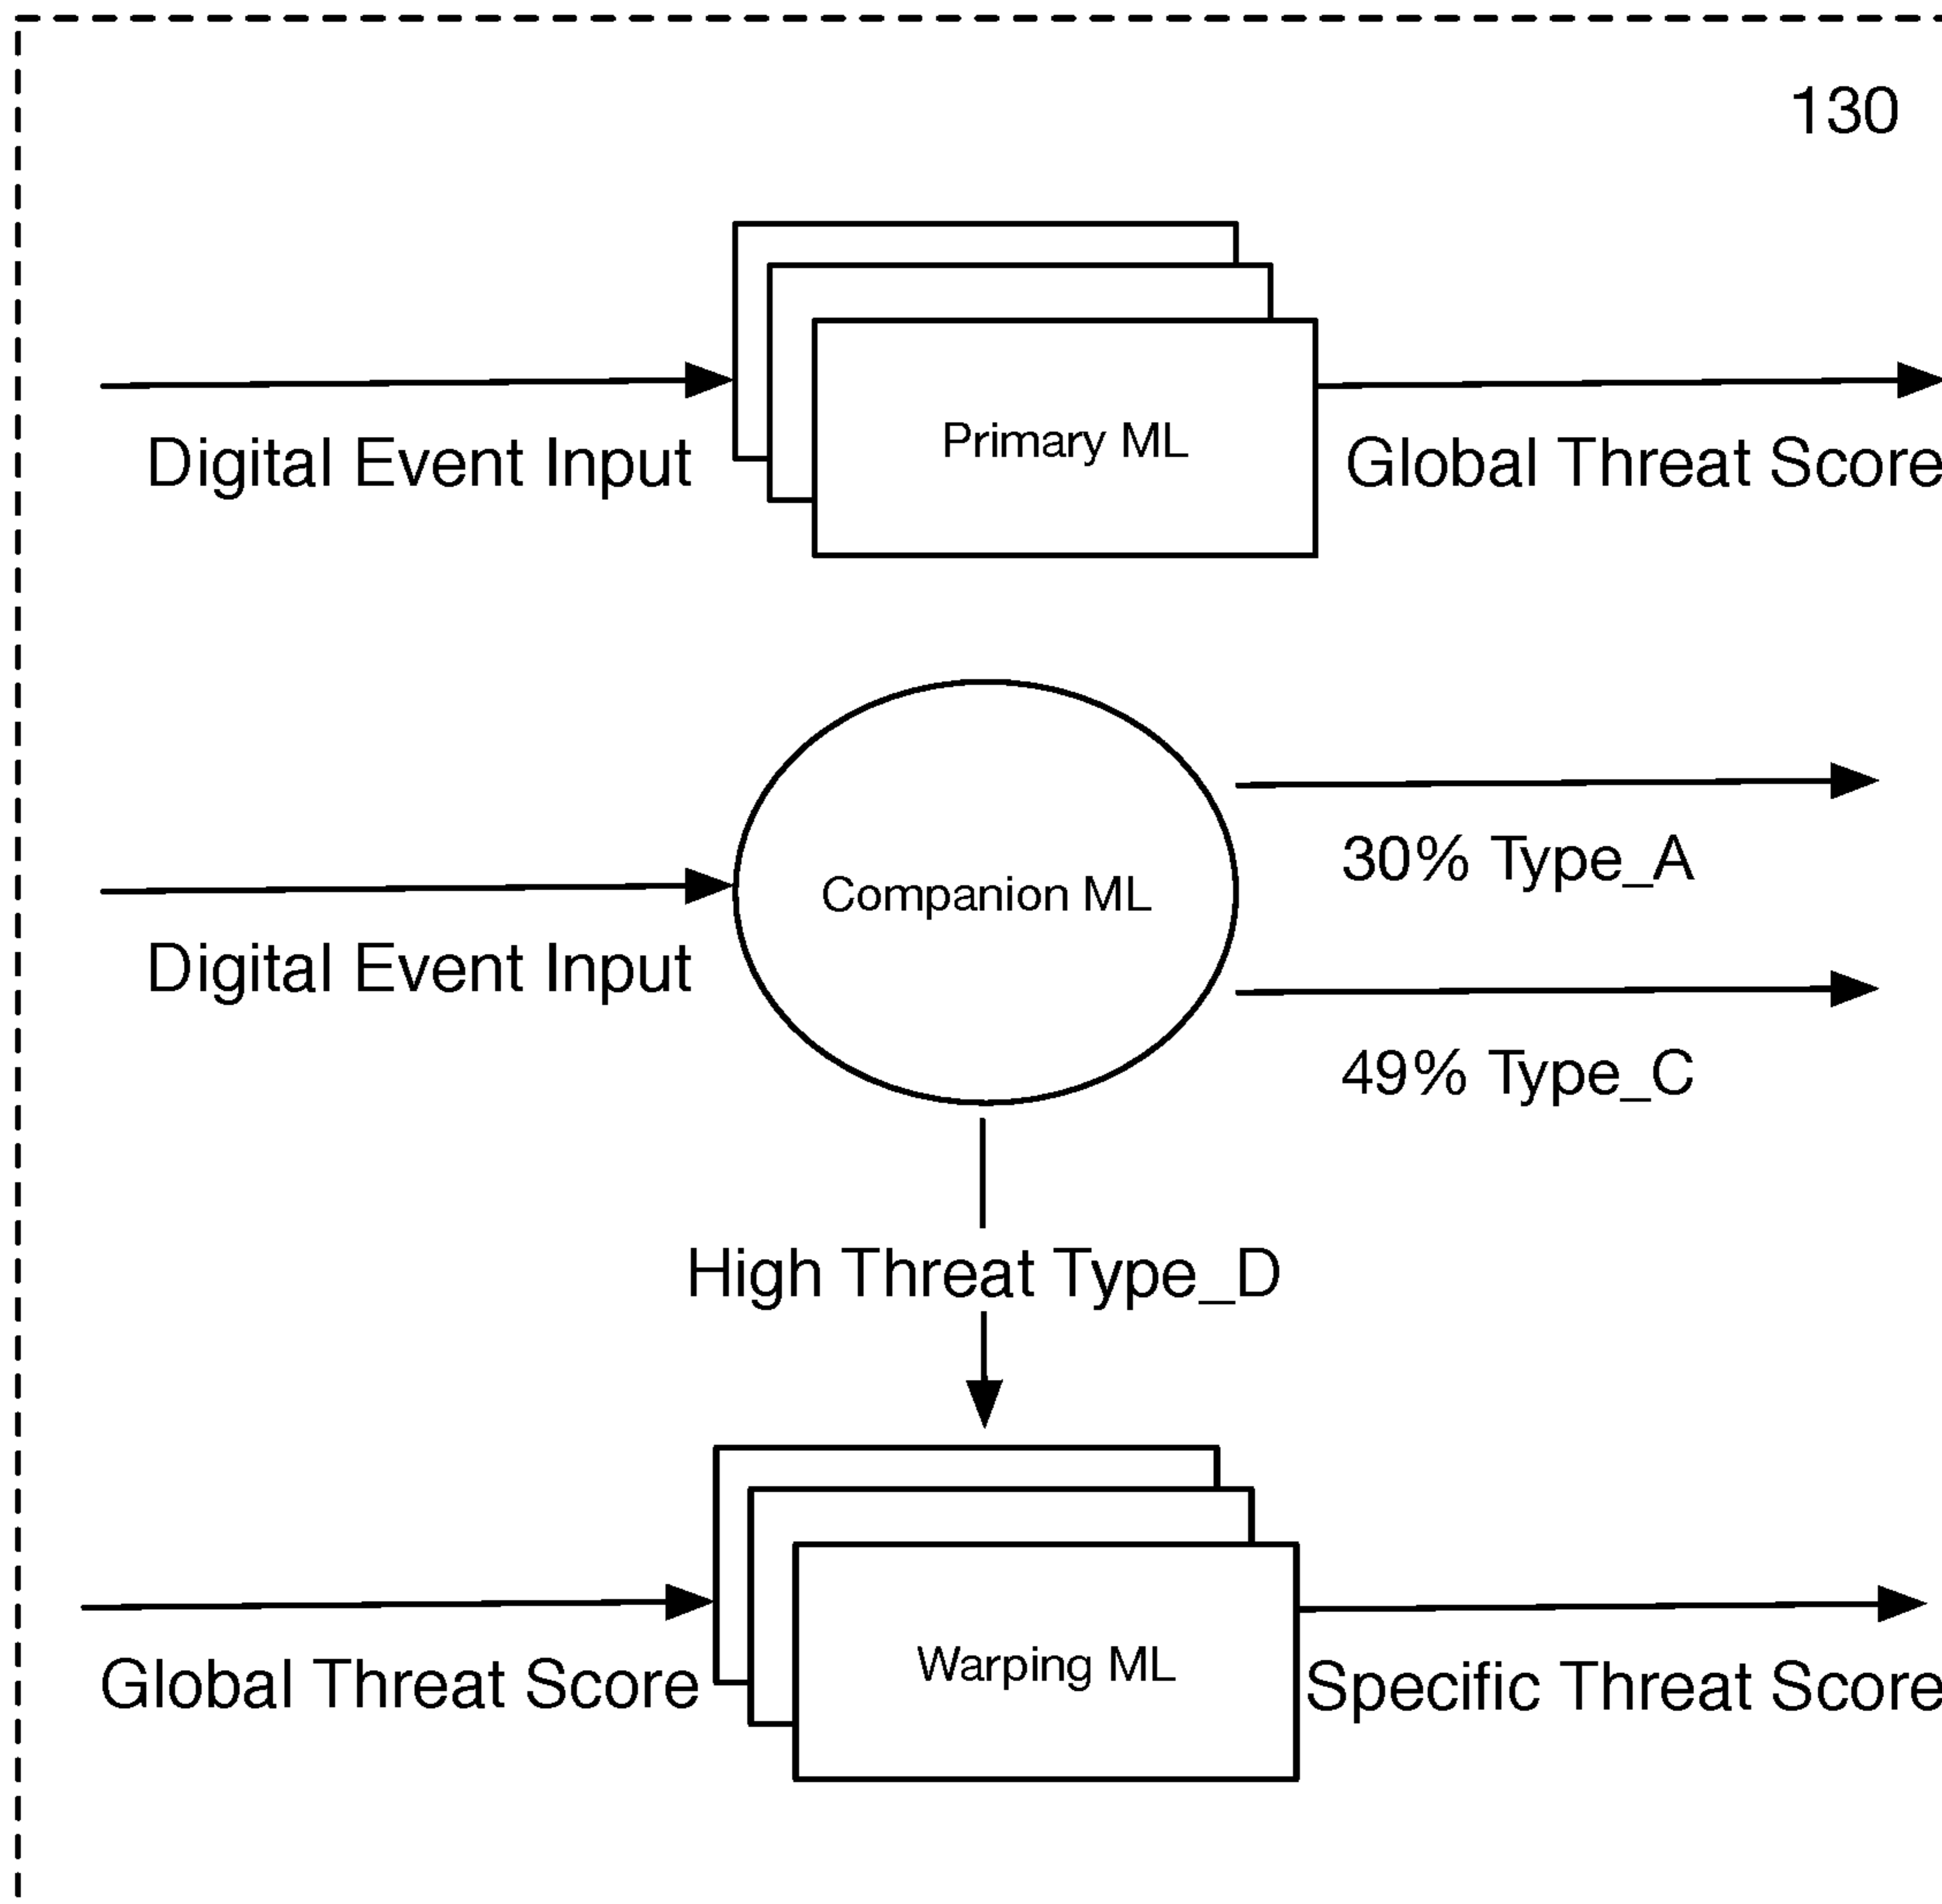 130
Primary ML
Digital Event Input
Global Threat Score
30% Type_A
Companion ML
Digital Event Input
49% Type_C
High Threat Type_D
Warping ML
Global Threat Score
Specific Threat Score